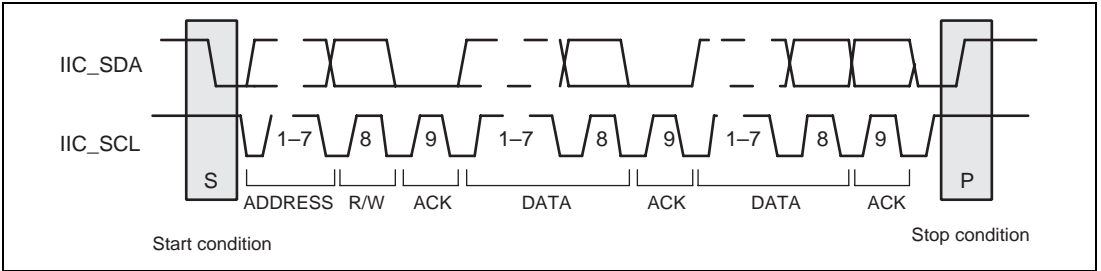 IIC_SDA
IIC_SCL
1–7 8 9 1–7 8 9 1–7 8 9
S P
ADDRESS R/W ACK DATA ACK DATA ACK
Start condition
Stop condition